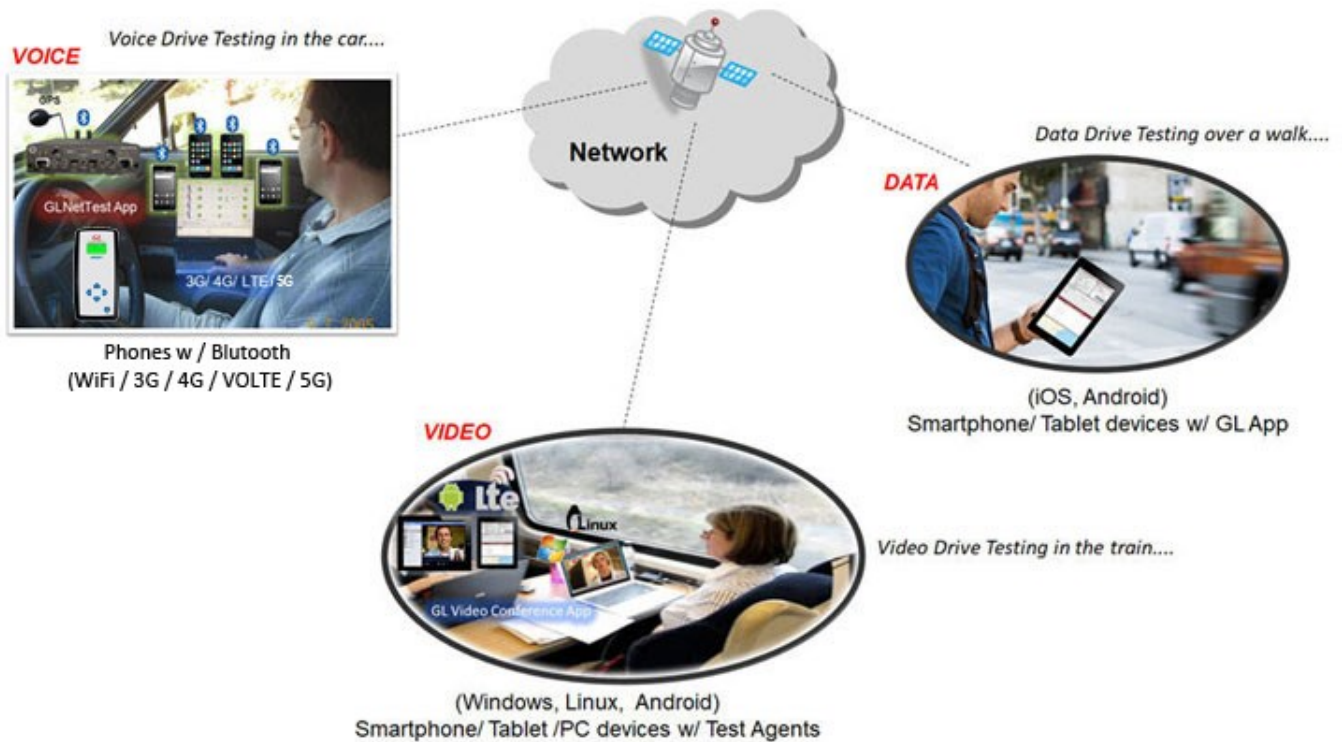 Voice Drive Testing in the car....
VOICE
GPS
GLNetTest App
3G/ 4G/ LTE/ 5G
Phones w / Blutooth
(WiFi / 3G / 4G / VOLTE / 5G)
Network
Data Drive Testing over a walk....
DATA
(iOS, Android)
Smartphone/ Tablet devices w/ GL App
VIDEO
lte
Linux
GL Video Conference App
Video Drive Testing in the train....
(Windows, Linux, Android)
Smartphone/ Tablet /PC devices w/ Test Agents